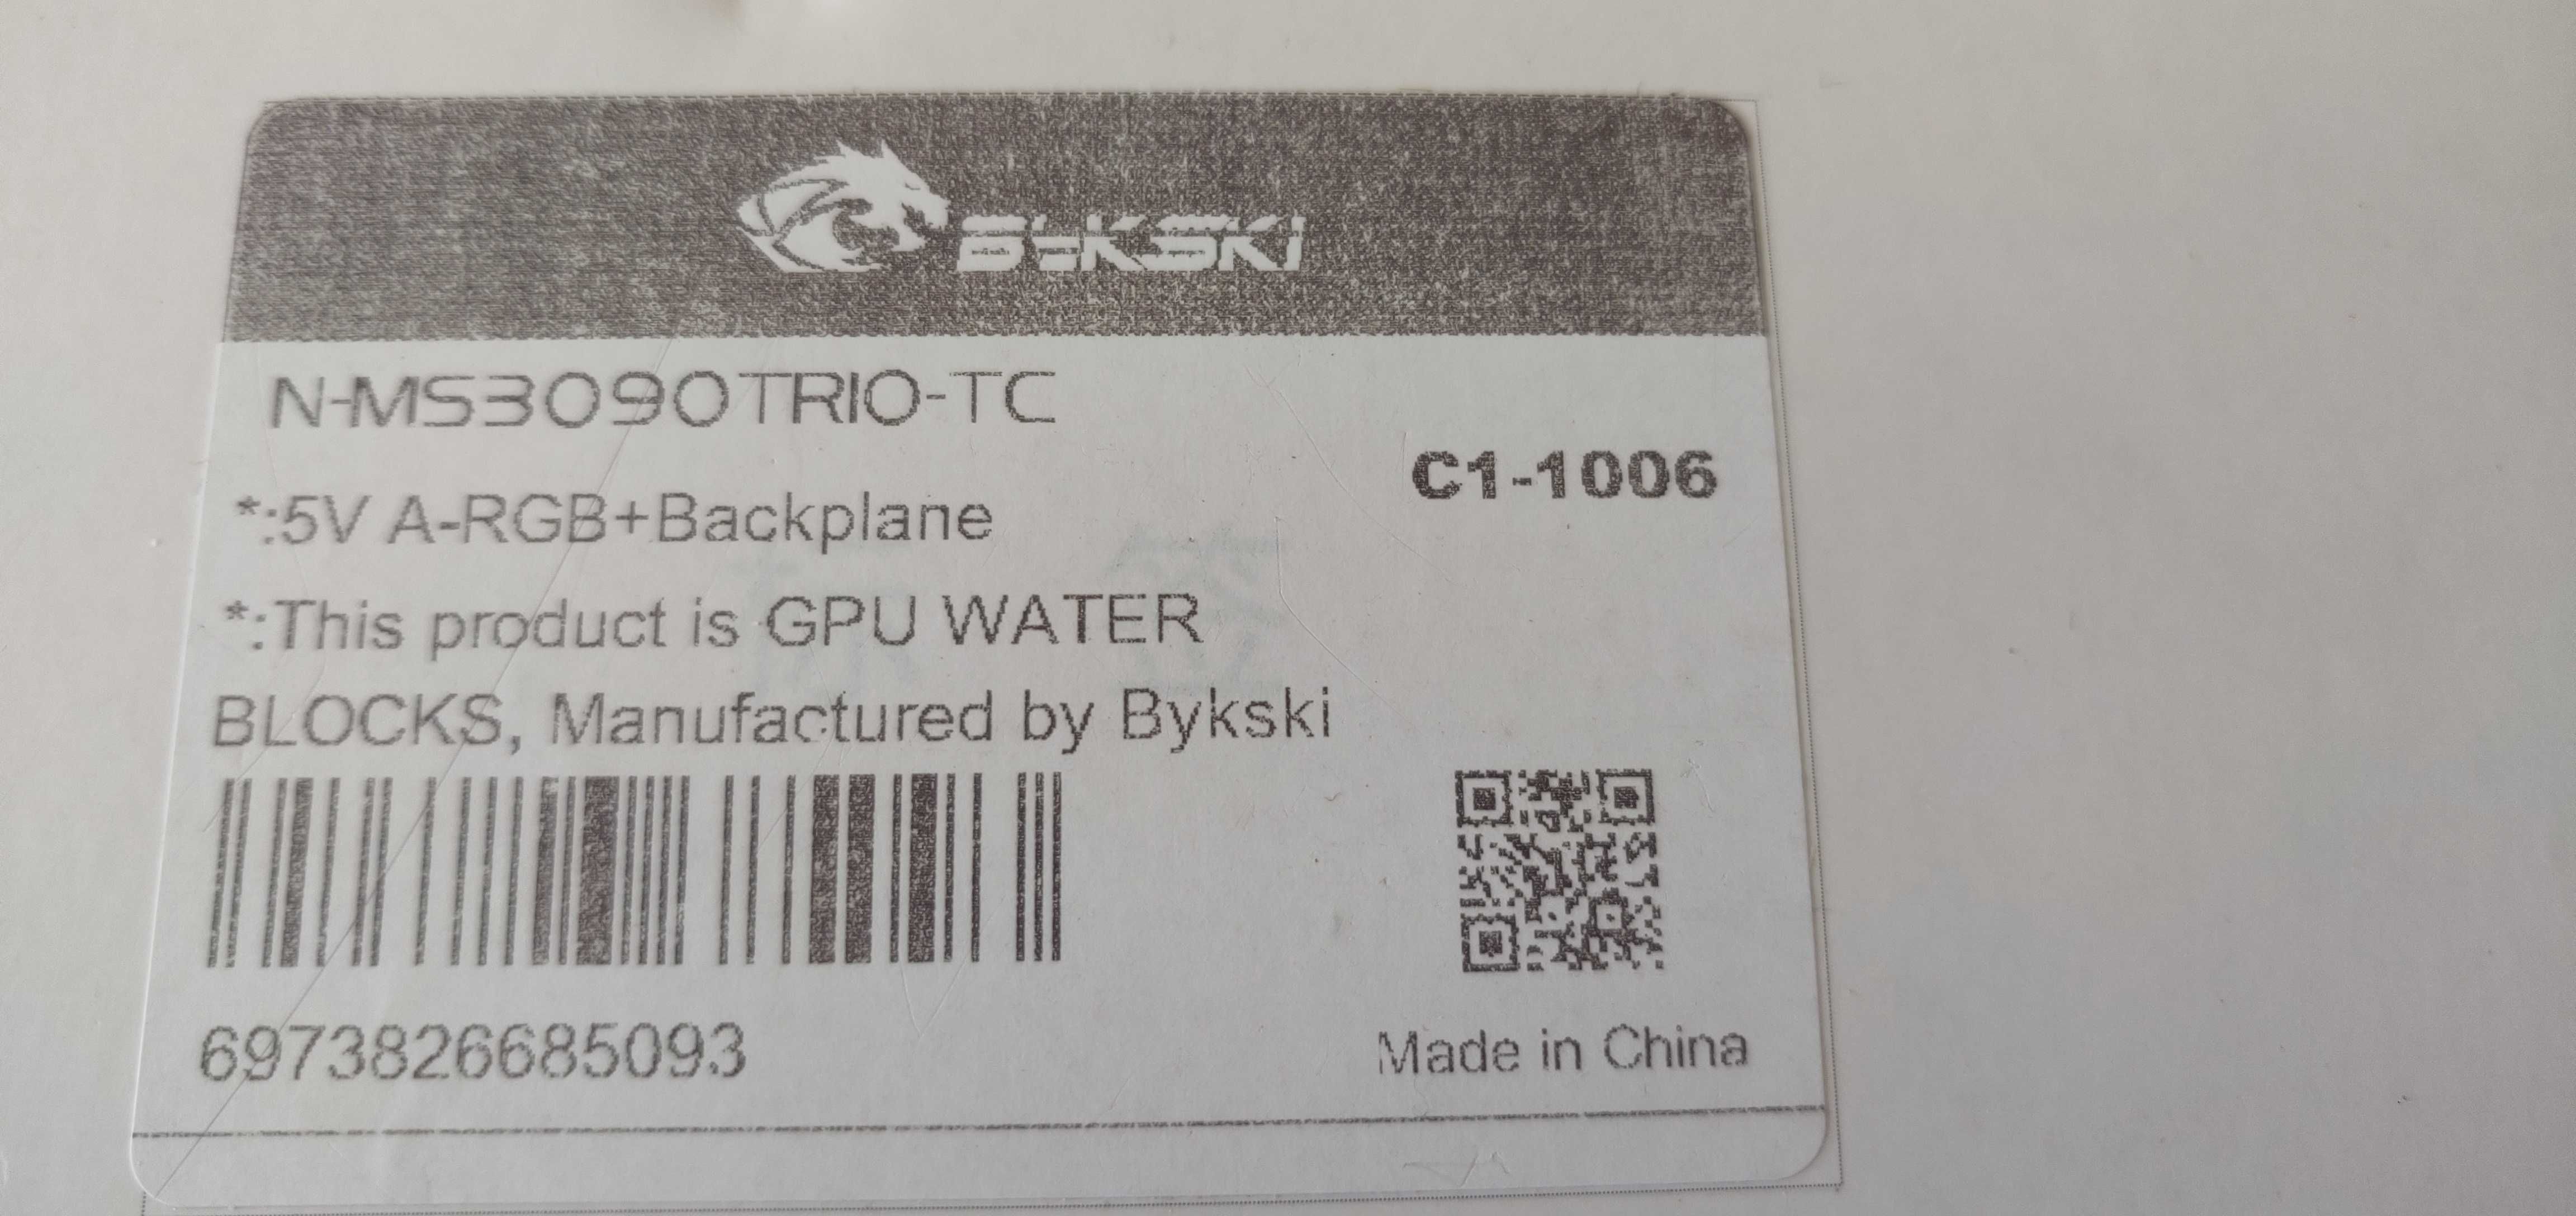 BYKSKI
N-MS3090TRIO-TC
C1-1006
*:5V A-RGB+Backplane
*:This product is GPU WATER
BLOCKS, Manufactured by Bykski
6973826685093
Made in China